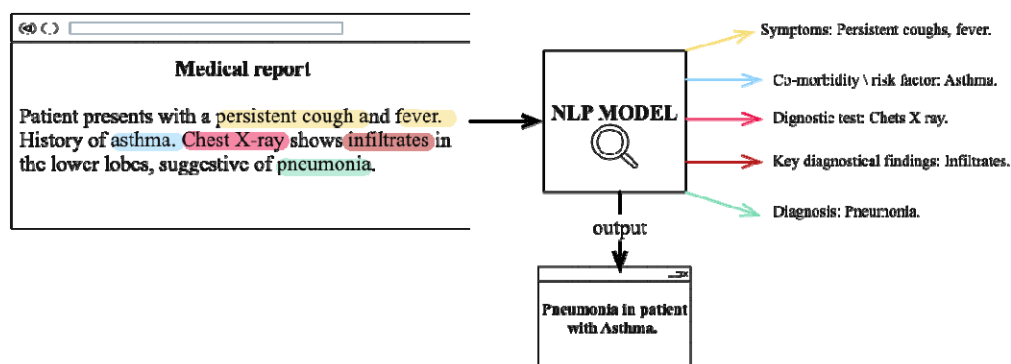 Medical report
Patient presents with a persistent cough and fever.
History of asthma. Chest X-ray shows infiltrates in
the lower lobes, suggestive of pneumonia.
NLP MODEL
Symptoms: Persistent coughs, fever.
Co-morbidity \ risk factor: Asthma.
Dignostic test: Chets X ray.
Key diagnostical findings: Infiltrates.
Diagnosis: Pneumonia.
output
Pneumonia in patient
with Asthma.